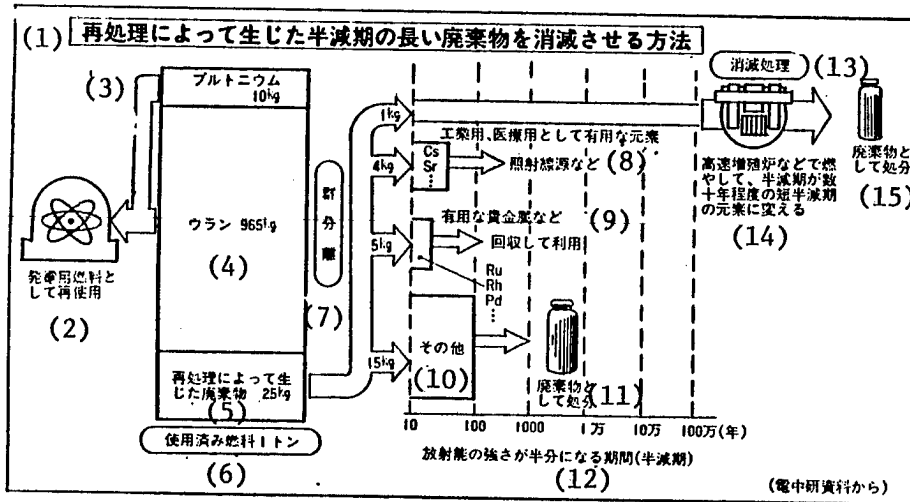 (1) 再処理によって生じた半減期の長い廃棄物を消滅させる方法
(3)
プルトニウム
10kg
ウラン 965kg
(4)
再処理によって生
じた廃棄物 25kg
(5)
使用済み燃料1トン
(6)
発電用燃料と
して再使用
(2)
群分離
(7)
1kg
4kg
5kg
15kg
工業用、医療用として有用な元素
Cs
Sr
⋮
照射線源など (8)
有用な貴金属など
(9)
回収して利用
Ru
Rh
Pd
⋮
その他
(10)
廃棄物と
して処分
(11)
消滅処理 (13)
高速増殖炉などで燃
やして、半減期が数
十年程度の短半減期
の元素に変える
(14)
廃棄物と
して処分
(15)
10 100 1000 1万 10万 100万(年)
放射能の強さが半分になる期間(半減期)
(12)
(電中研資料から)